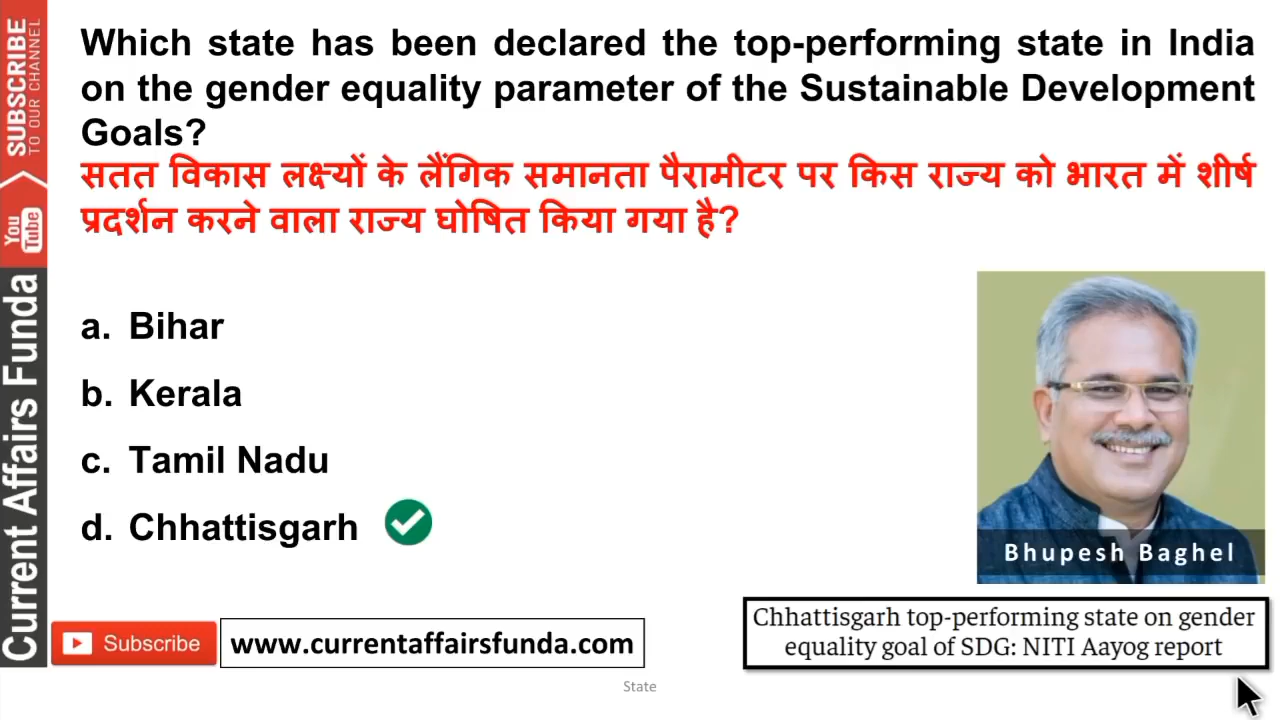 Which state has been declared the top-performing state in India
on the gender equality parameter of the Sustainable Development
Goals?
सतत विकास लक्ष्यों के लैंगिक समानता पैरामीटर पर किस राज्य को भारत में शीर्ष
प्रदर्शन करने वाला राज्य घोषित किया गया है?
a. Bihar
b. Kerala
c. Tamil Nadu
d. Chhattisgarh
Bhupesh Baghel
Chhattisgarh top-performing state on gender
equality goal of SDG: NITI Aayog report
Subscribe
www.currentaffairsfunda.com
State
SUBSCRIBE
TO OUR CHANNEL
You
Tube
Current Affairs Funda